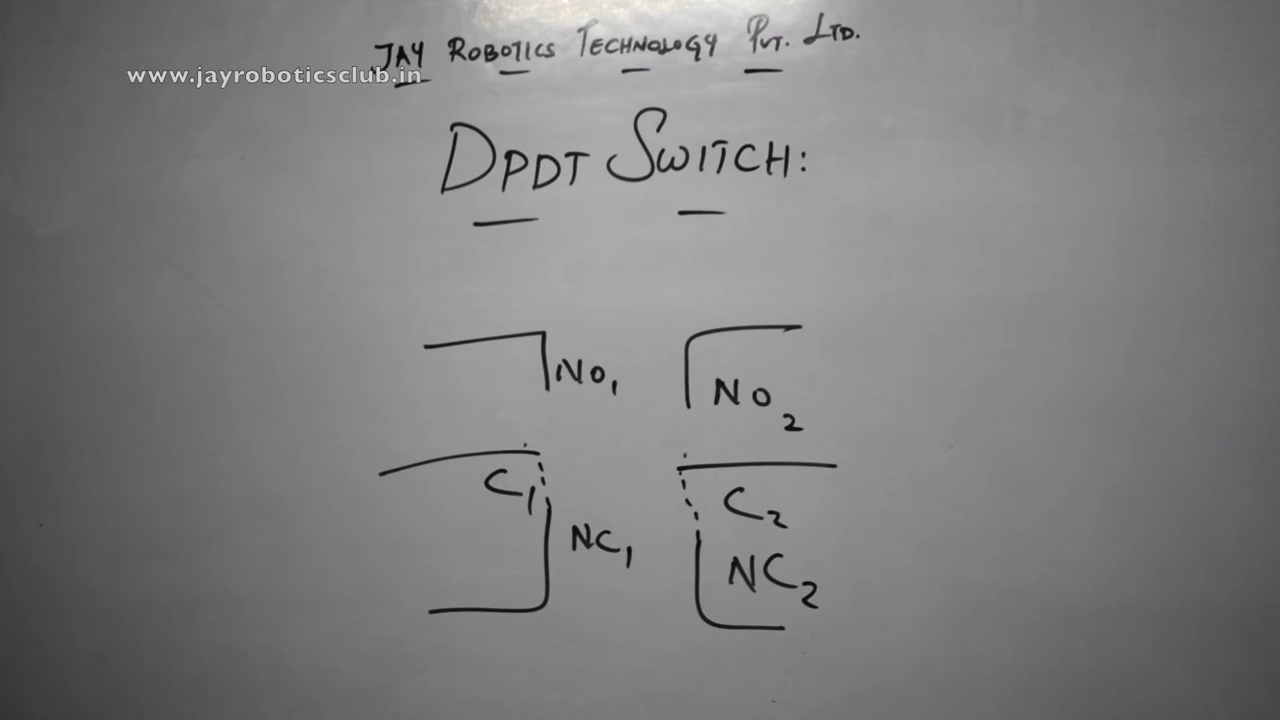 JAY ROBOTICS TECHNOLOGY PVT. LTD.
www.jayroboticsclub.in
DPDT SWITCH:
NO1 NO2
C1 C2
NC1 NC2